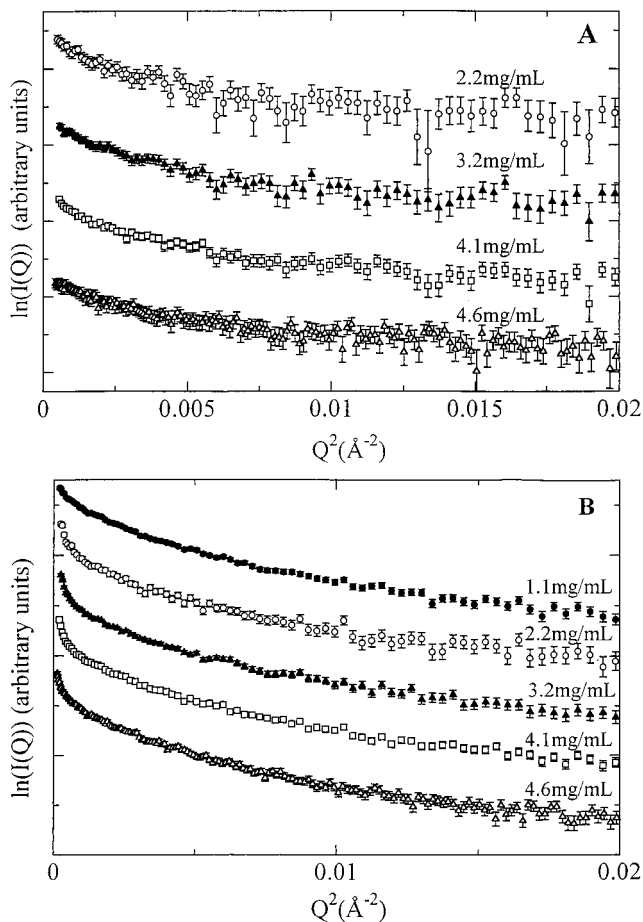 A
2.2mg/mL
3.2mg/mL
4.1mg/mL
4.6mg/mL
ln(I(Q)) (arbitrary units)
0 0.005 0.01 0.015 0.02
Q²(Å⁻²)
B
1.1mg/mL
2.2mg/mL
3.2mg/mL
4.1mg/mL
4.6mg/mL
ln(I(Q)) (arbitrary units)
0 0.01 0.02
Q²(Å⁻²)